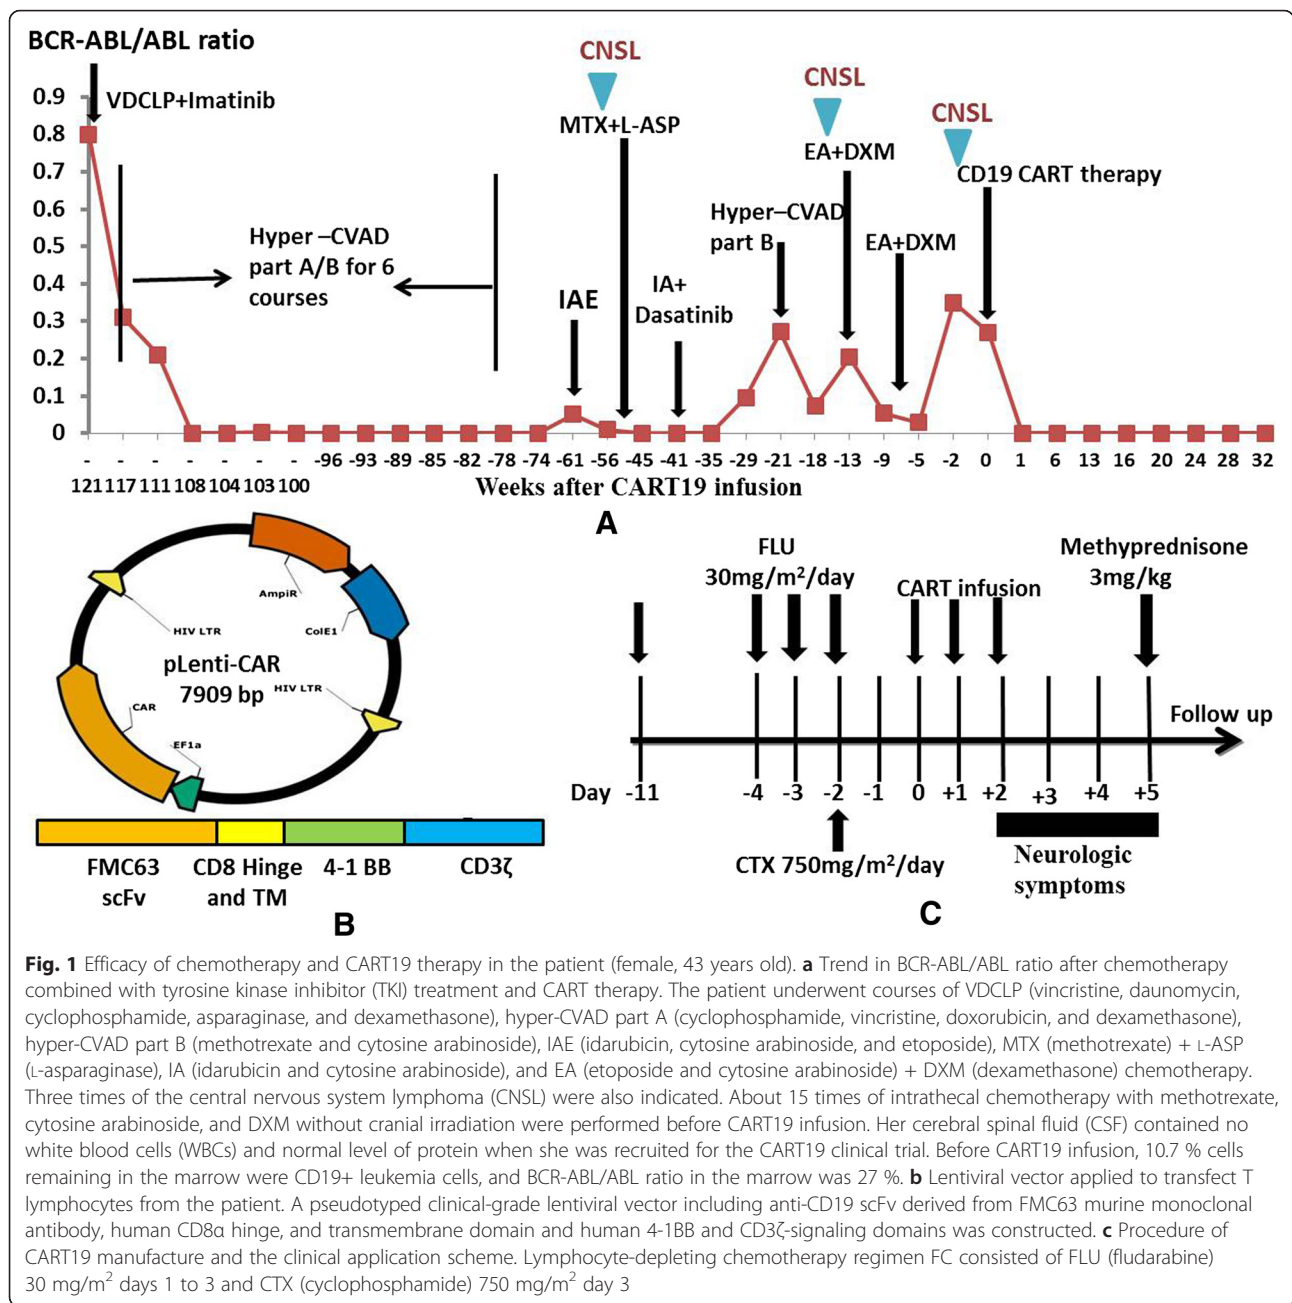 BCR-ABL/ABL ratio
0.9
0.8
0.7
0.6
0.5
0.4
0.3
0.2
0.1
0
VDCLP+Imatinib
Hyper –CVAD
part A/B for 6
courses
IAE
CNSL
MTX+L-ASP
IA+
Dasatinib
Hyper–CVAD
part B
CNSL
EA+DXM
EA+DXM
CNSL
CD19 CART therapy
- - - - - - - -96 -93 -89 -85 -82 -78 -74 -61 -56 -45 -41 -35 -29 -21 -18 -13 -9 -5 -2 0 1 6 13 16 20 24 28 32
121 117 111 108 104 103 100
Weeks after CART19 infusion
A
AmpiR
ColE1
HIV LTR
pLenti-CAR
7909 bp
HIV LTR
CAR
EF1a
FMC63
scFv
CD8 Hinge
and TM
4-1 BB
CD3ζ
B
FLU
30mg/m²/day
CART infusion
Methyprednisone
3mg/kg
Follow up
Day -11 -4 -3 -2 -1 0 +1 +2 +3 +4 +5
CTX 750mg/m²/day
Neurologic
symptoms
C
Fig. 1 Efficacy of chemotherapy and CART19 therapy in the patient (female, 43 years old). a Trend in BCR-ABL/ABL ratio after chemotherapy
combined with tyrosine kinase inhibitor (TKI) treatment and CART therapy. The patient underwent courses of VDCLP (vincristine, daunomycin,
cyclophosphamide, asparaginase, and dexamethasone), hyper-CVAD part A (cyclophosphamide, vincristine, doxorubicin, and dexamethasone),
hyper-CVAD part B (methotrexate and cytosine arabinoside), IAE (idarubicin, cytosine arabinoside, and etoposide), MTX (methotrexate) + L-ASP
(L-asparaginase), IA (idarubicin and cytosine arabinoside), and EA (etoposide and cytosine arabinoside) + DXM (dexamethasone) chemotherapy.
Three times of the central nervous system lymphoma (CNSL) were also indicated. About 15 times of intrathecal chemotherapy with methotrexate,
cytosine arabinoside, and DXM without cranial irradiation were performed before CART19 infusion. Her cerebral spinal fluid (CSF) contained no
white blood cells (WBCs) and normal level of protein when she was recruited for the CART19 clinical trial. Before CART19 infusion, 10.7 % cells
remaining in the marrow were CD19+ leukemia cells, and BCR-ABL/ABL ratio in the marrow was 27 %. b Lentiviral vector applied to transfect T
lymphocytes from the patient. A pseudotyped clinical-grade lentiviral vector including anti-CD19 scFv derived from FMC63 murine monoclonal
antibody, human CD8α hinge, and transmembrane domain and human 4-1BB and CD3ζ-signaling domains was constructed. c Procedure of
CART19 manufacture and the clinical application scheme. Lymphocyte-depleting chemotherapy regimen FC consisted of FLU (fludarabine)
30 mg/m² days 1 to 3 and CTX (cyclophosphamide) 750 mg/m² day 3